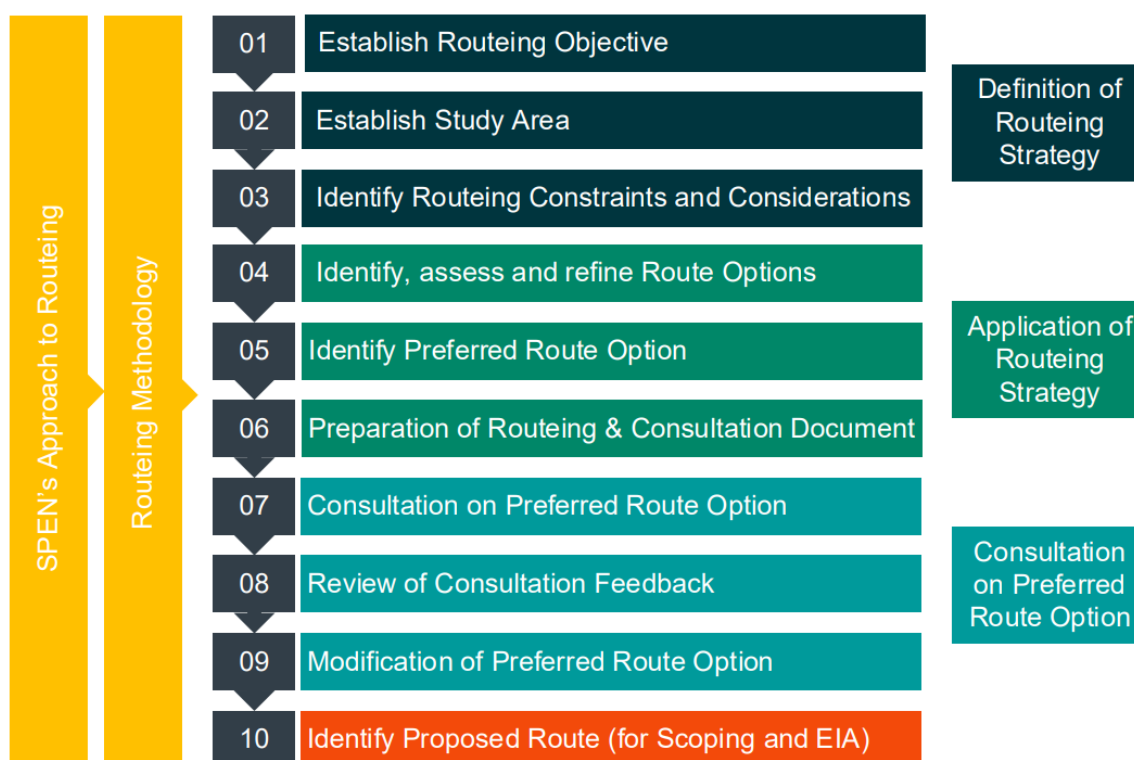 SPEN's Approach to Routeing
Routeing Methodology
01 Establish Routeing Objective
02 Establish Study Area
03 Identify Routeing Constraints and Considerations
04 Identify, assess and refine Route Options
05 Identify Preferred Route Option
06 Preparation of Routeing & Consultation Document
07 Consultation on Preferred Route Option
08 Review of Consultation Feedback
09 Modification of Preferred Route Option
10 Identify Proposed Route (for Scoping and EIA)
Definition of
Routeing
Strategy
Application of
Routeing
Strategy
Consultation
on Preferred
Route Option